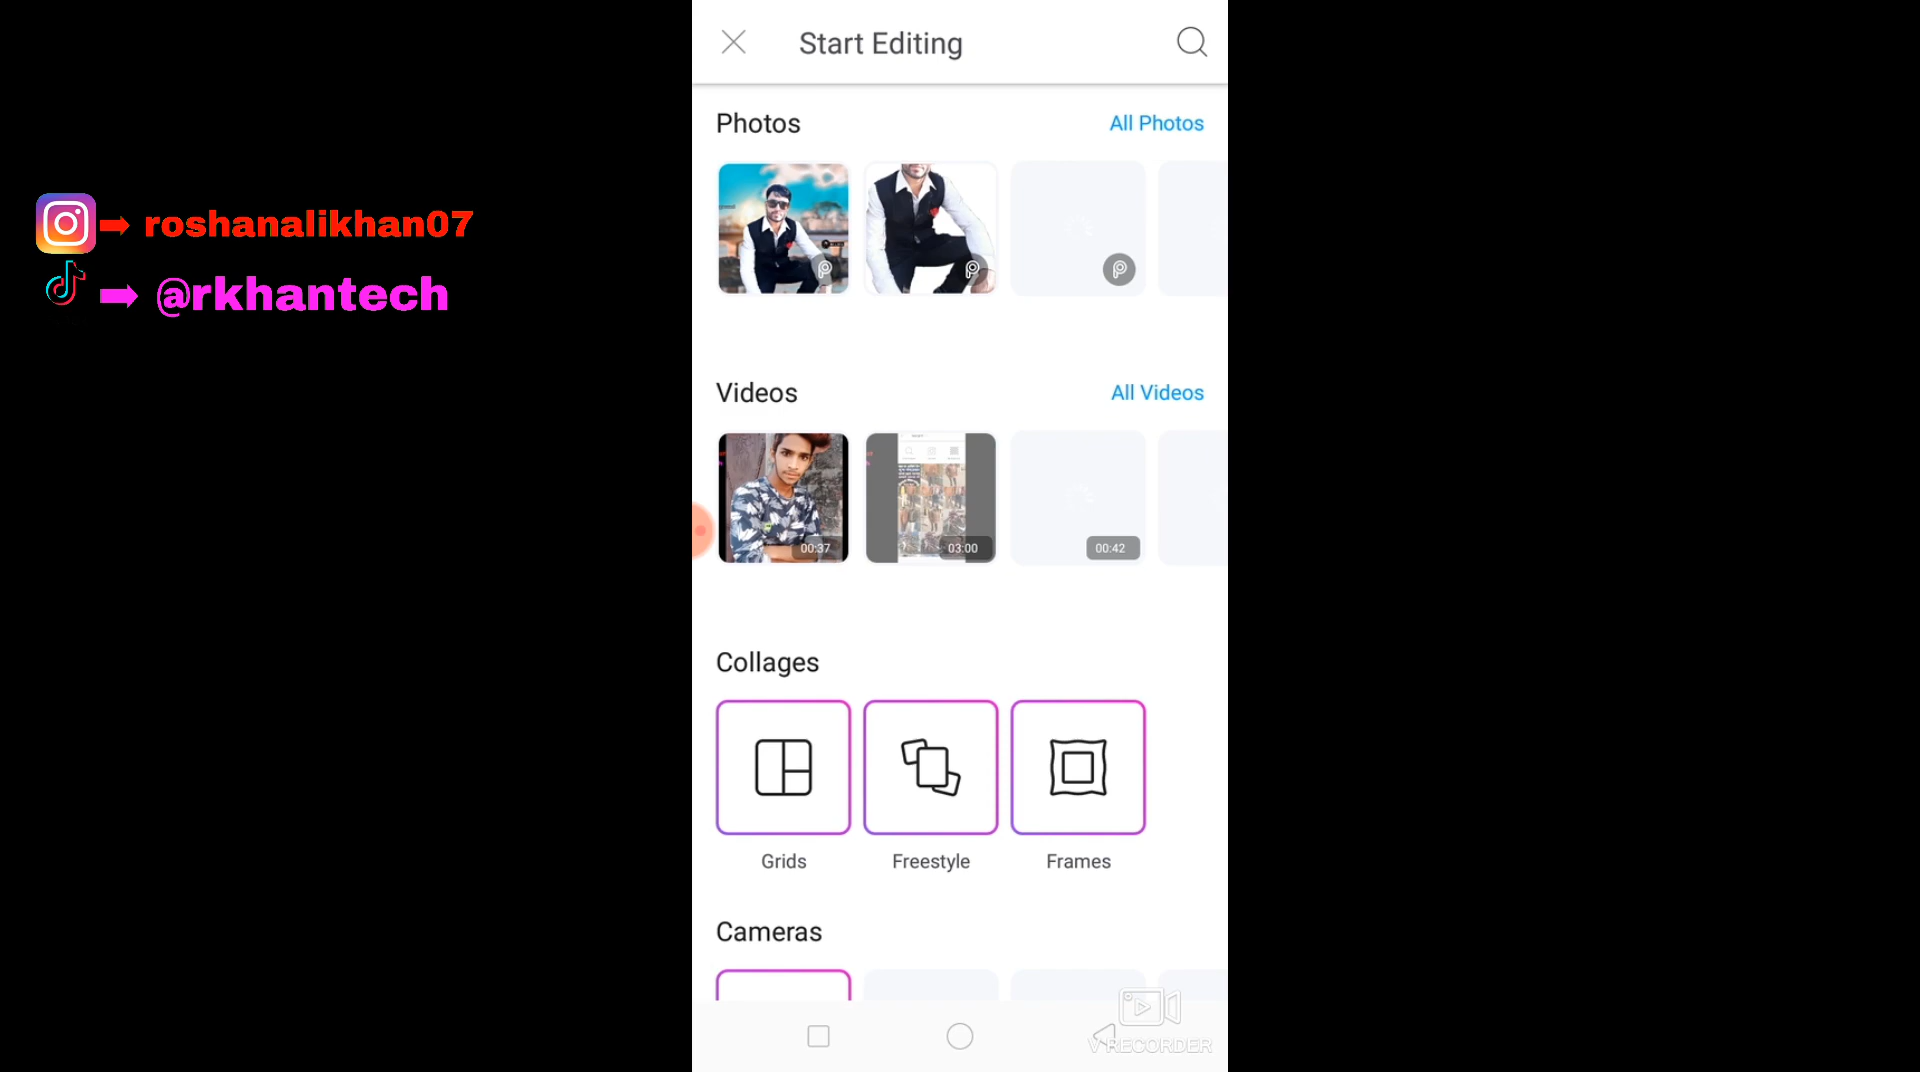 Start Editing
roshanalikhan07
@rkhantech
Photos
All Photos
Videos
All Videos
00:37
03:00
00:42
Collages
Grids
Freestyle
Frames
Cameras
V RECORDER